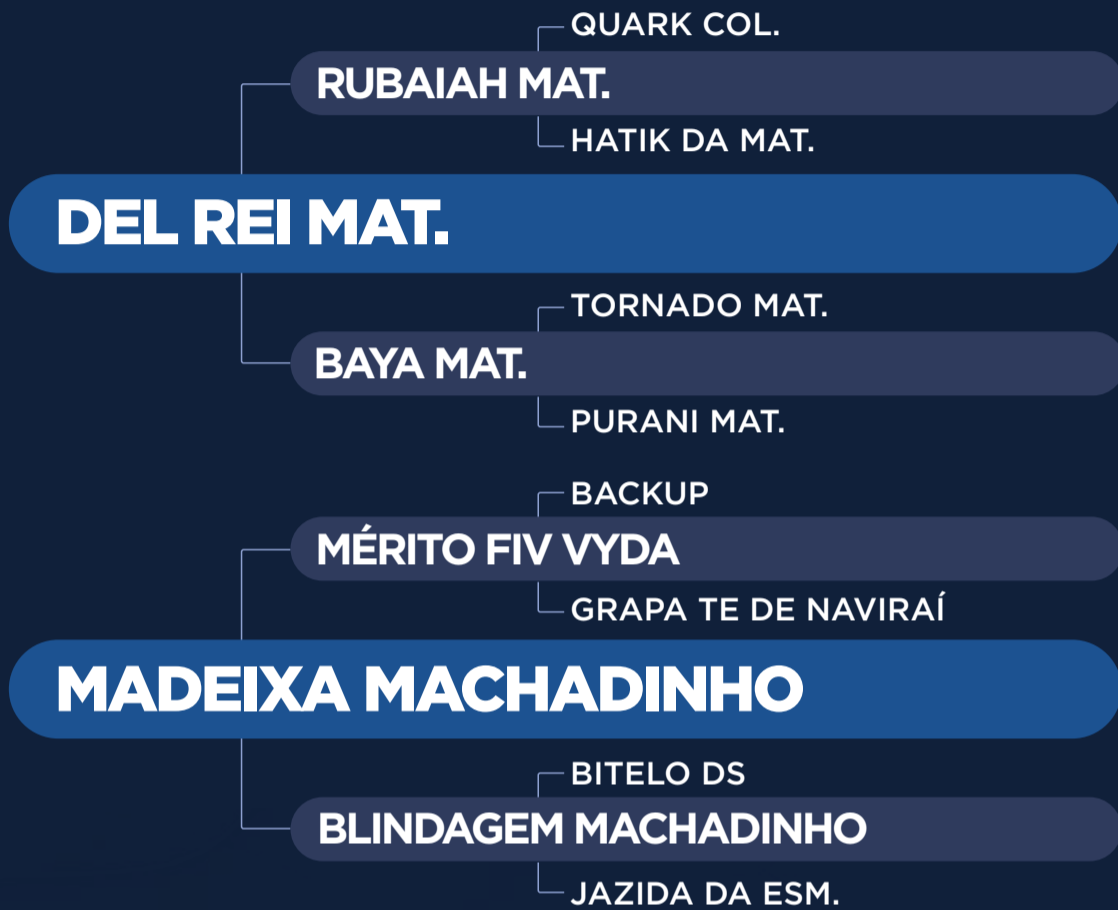 QUARK COL.
RUBAIAH MAT.
HATIK DA MAT.
DEL REI MAT.
TORNADO MAT.
BAYA MAT.
PURANI MAT.
BACKUP
MÉRITO FIV VYDA
GRAPA TE DE NAVIRAÍ
MADEIXA MACHADINHO
BITELO DS
BLINDAGEM MACHADINHO
JAZIDA DA ESM.